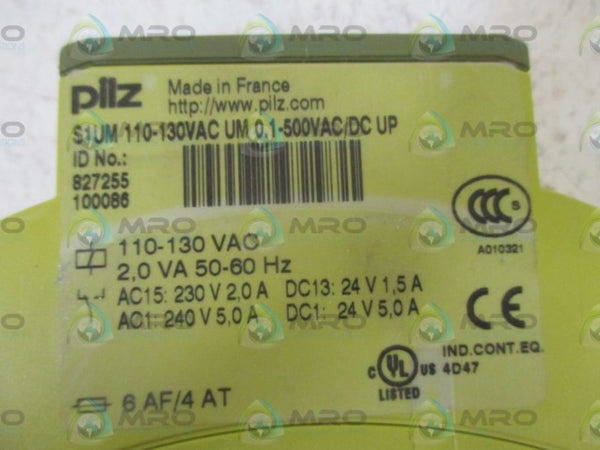 pilz
Made in France
http://www.pilz.com
S1UM 110-130VAC UM 0,1-500VAC/DC UP
ID No.:
827255
100086
CCC S
A010321
110-130 VAC
2,0 VA 50-60 Hz
AC15: 230 V 2,0 A DC13: 24 V 1,5 A
AC1: 240 V 5,0 A DC1: 24 V 5,0 A
CE
IND.CONT.EQ.
C UL US 4D47
LISTED
6 AF/4 AT
MRO